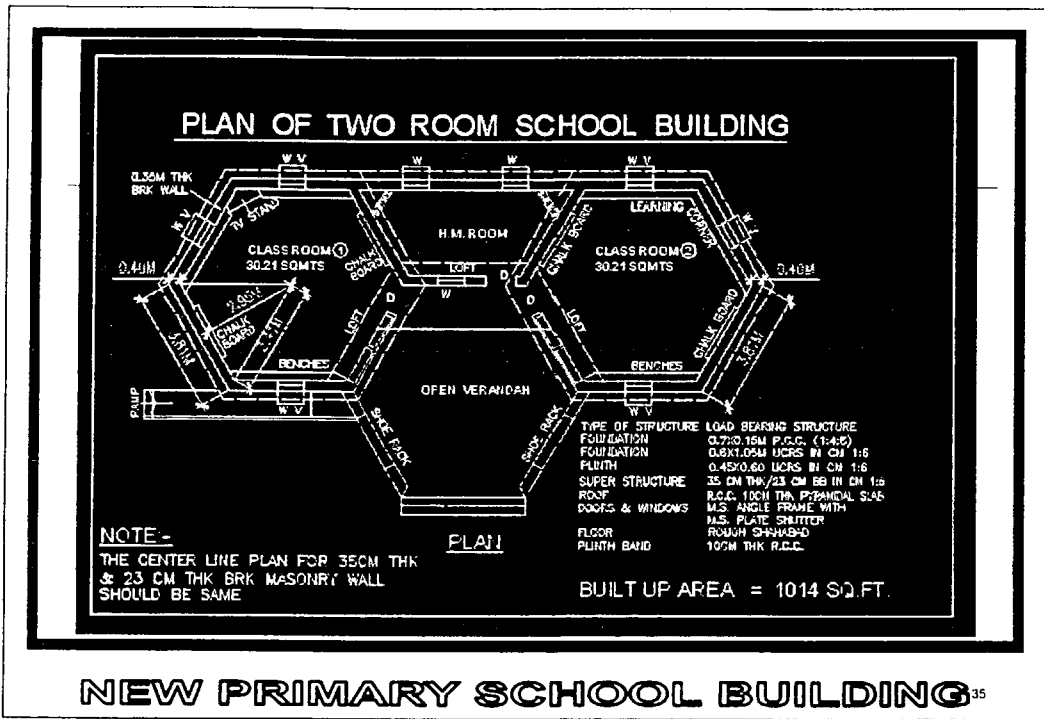 PLAN OF TWO ROOM SCHOOL BUILDING
W V
W
W
W V
0.35M THK
BRK WALL
W V
TV STAND
LEARNING
CORNER
W V
H.M. ROOM
CLASS ROOM 1
30.21 SQMTS
CHALK
BOARD
CHALK BOARD
CLASS ROOM 2
30.21 SQMTS
0.40M
LOFT
W
D
D
D
0.40M
2.95M
CHALK
BOARD
3.81M
LOFT
LOFT
CHALK BOARD
BENCHES
BENCHES
OPEN VERANDAH
RAMP
W V
W V
SHOE RACK
SHOE RACK
TYPE OF STRUCTURE LOAD BEARING STRUCTURE
FOUNDATION 0.7X0.15M P.C.C. (1:4:8)
FOUNDATION 0.6X1.05M UCRS IN CM 1:6
PLINTH 0.45X0.60 UCRS IN CM 1:6
SUPER STRUCTURE 35 CM THK/23 CM BB IN CM 1:6
ROOF R.C.C. 10CM THK PYRAMIDAL SLAB
DOORS & WINDOWS M.S. ANGLE FRAME WITH
M.S. PLATE SHUTTER
FLOOR ROUGH SHAHABAD
PLINTH BAND 10CM THK R.C.C.
NOTE:-
THE CENTER LINE PLAN FOR 35CM THK
& 23 CM THK BRK MASONRY WALL
SHOULD BE SAME
PLAN
BUILT UP AREA = 1014 SQ.FT.
NEW PRIMARY SCHOOL BUILDING 35